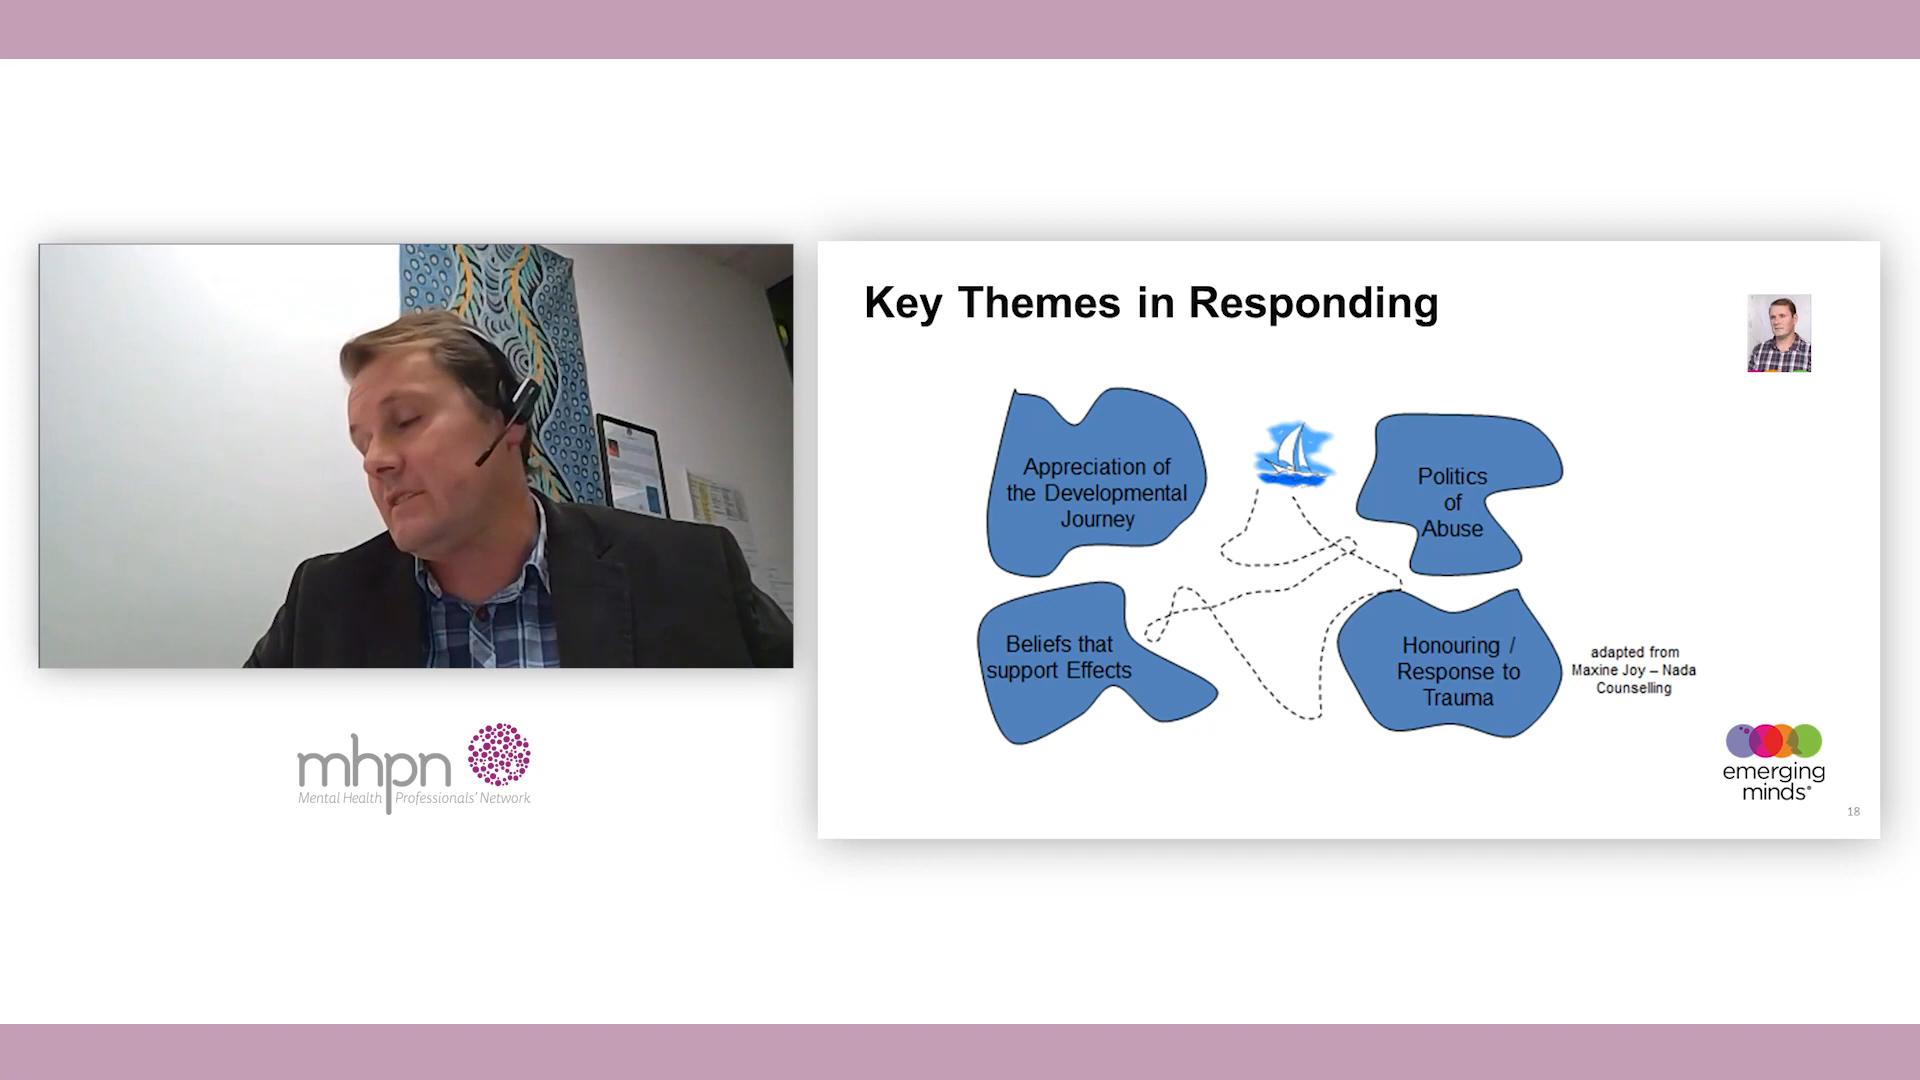 Key Themes in Responding
Appreciation of
the Developmental
Journey
Politics
of
Abuse
Beliefs that
support Effects
Honouring /
Response to
Trauma
adapted from
Maxine Joy – Nada
Counselling
emerging
minds
18
mhpn
Mental Health Professionals' Network